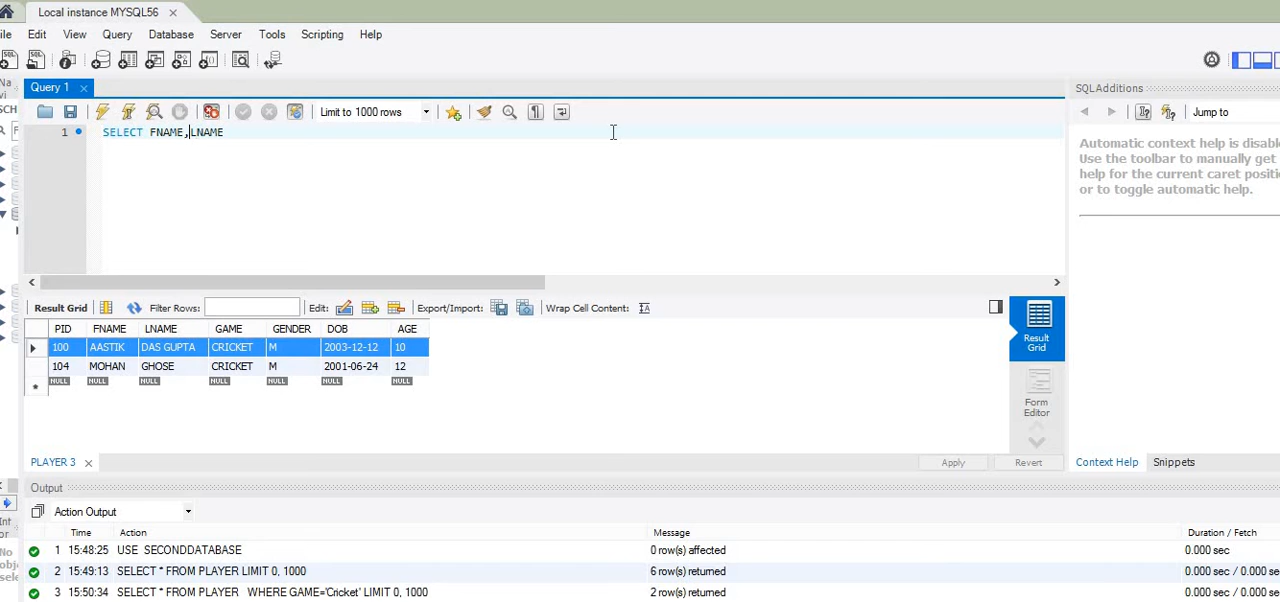 Local instance MYSQL56
Edit View Query Database Server Tools Scripting Help
Query 1
SQLAdditions
Limit to 1000 rows
Jump to
1 SELECT FNAME,LNAME
Automatic context help is
Use the toolbar to manually get
help for the current caret
or to toggle automatic help.
Result Grid Filter Rows: Edit: Export/Import: Wrap Cell Content:
PID FNAME LNAME GAME GENDER DOB AGE
100 AASTIK DAS GUPTA CRICKET M 2003-12-12 10
104 MOHAN GHOSE CRICKET M 2001-06-24 12
NULL NULL NULL NULL NULL NULL NULL
Result
Grid
Form
Editor
PLAYER 3
Apply Revert
Context Help Snippets
Output
Action Output
Time Action Message Duration / Fetch
1 15:48:25 USE SECONDDATABASE 0 row(s) affected 0.000 sec
2 15:49:13 SELECT * FROM PLAYER LIMIT 0, 1000 6 row(s) returned 0.000 sec / 0.000
3 15:50:34 SELECT * FROM PLAYER WHERE GAME='Cricket' LIMIT 0, 1000 2 row(s) returned 0.000 sec / 0.000